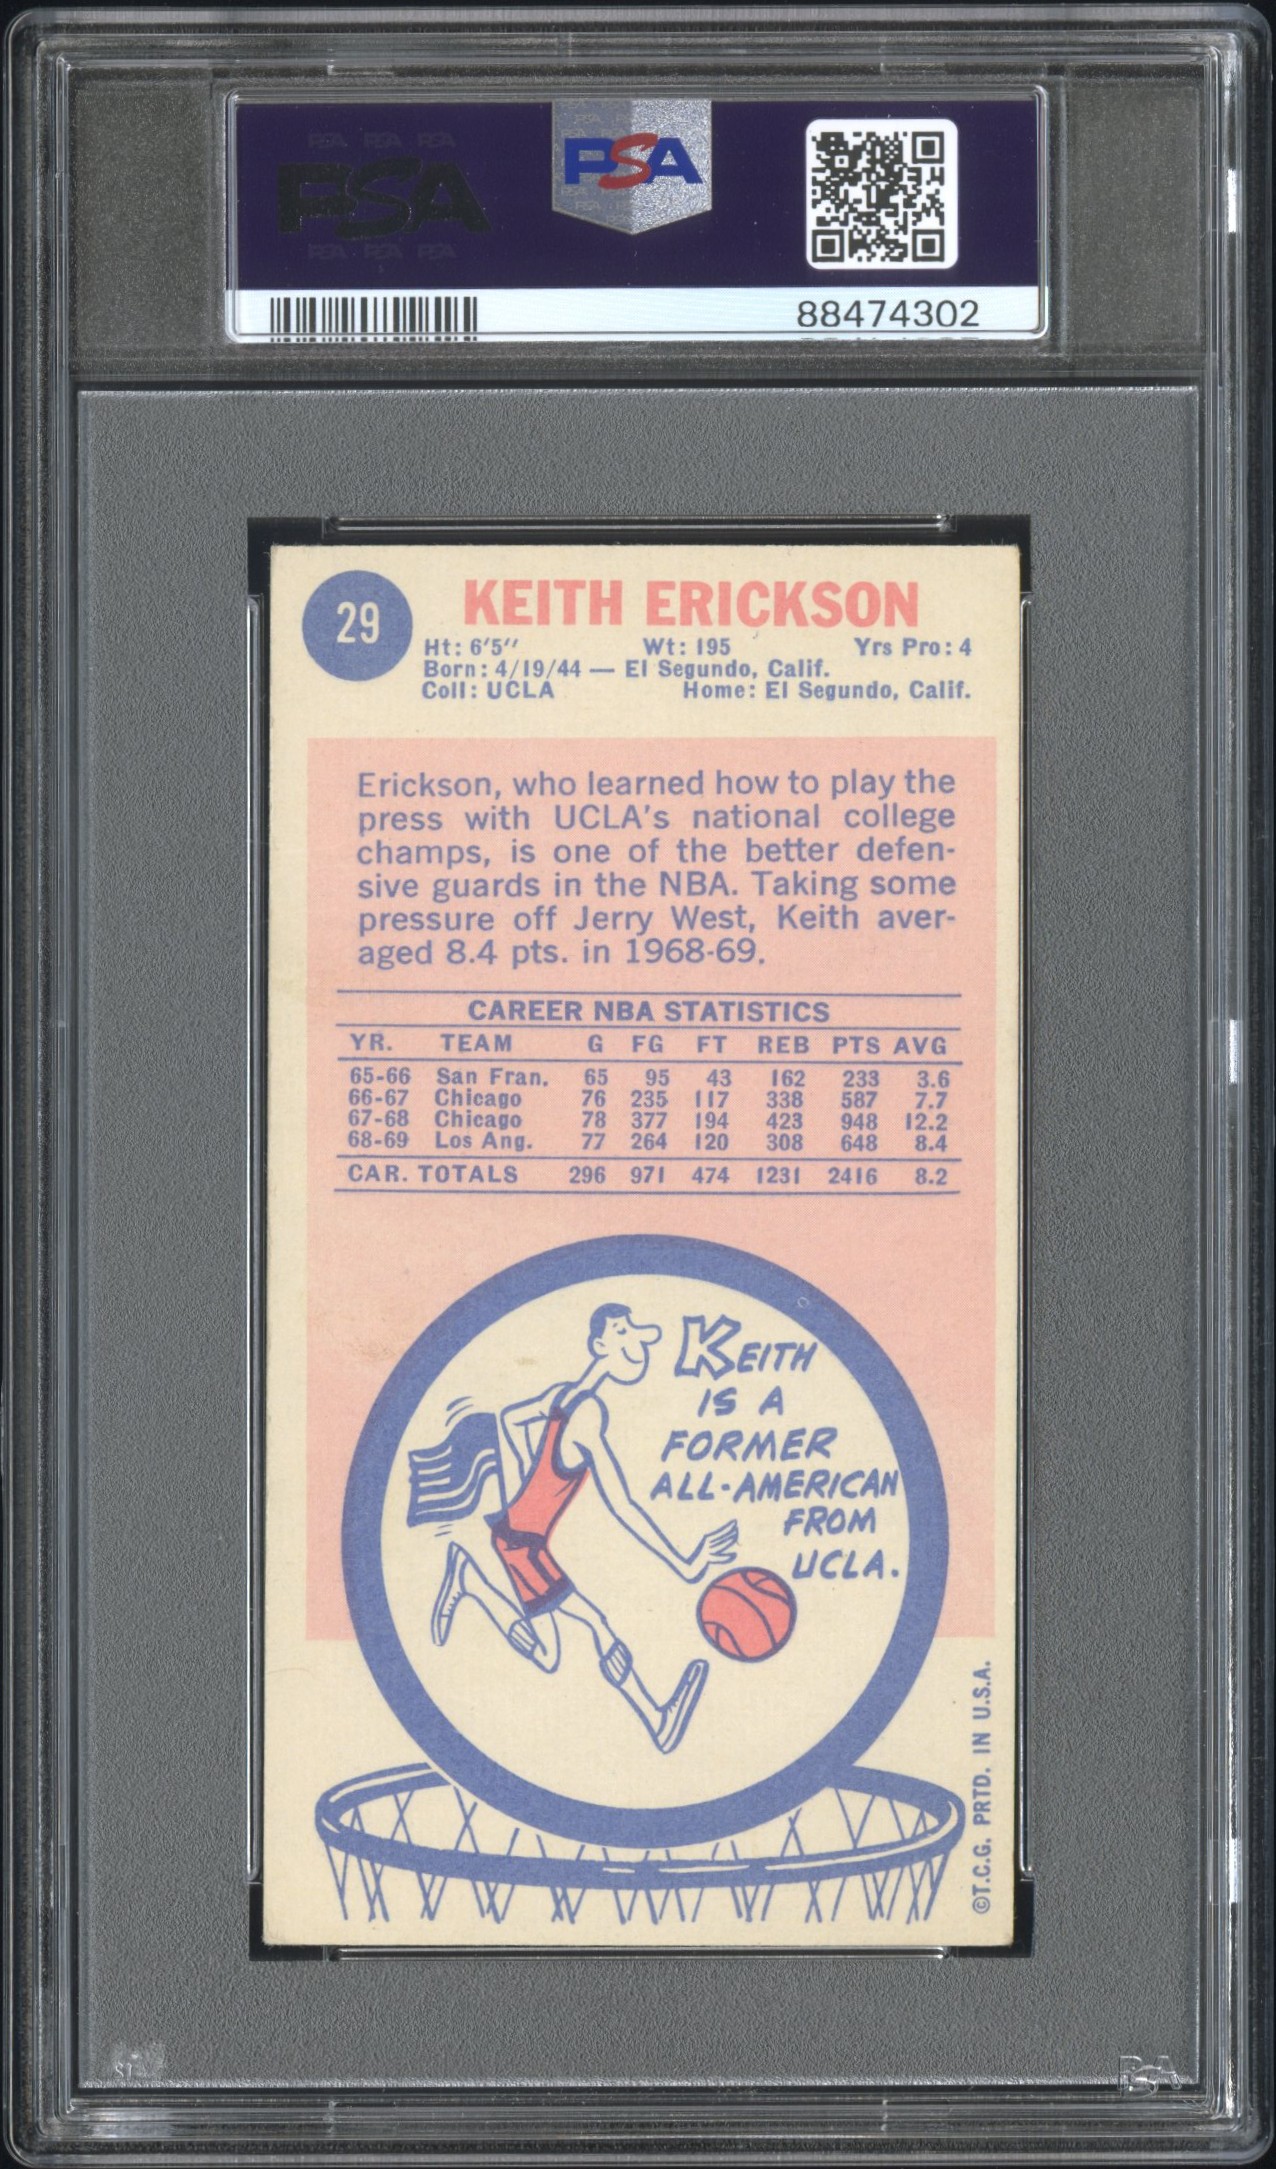 PSA
PSA
88474302
29
KEITH ERICKSON
Ht: 6'5'' Wt: 195 Yrs Pro: 4
Born: 4/19/44 — El Segundo, Calif.
Coll: UCLA Home: El Segundo, Calif.
Erickson, who learned how to play the
press with UCLA's national college
champs, is one of the better defen-
sive guards in the NBA. Taking some
pressure off Jerry West, Keith aver-
aged 8.4 pts. in 1968-69.
CAREER NBA STATISTICS
YR. TEAM G FG FT REB PTS AVG
65-66 San Fran. 65 95 43 162 233 3.6
66-67 Chicago 76 235 117 338 587 7.7
67-68 Chicago 78 377 194 423 948 12.2
68-69 Los Ang. 77 264 120 308 648 8.4
CAR. TOTALS 296 971 474 1231 2416 8.2
KEITH
IS A
FORMER
ALL-AMERICAN
FROM
UCLA.
©T.C.G. PRTD. IN U.S.A.
PSA